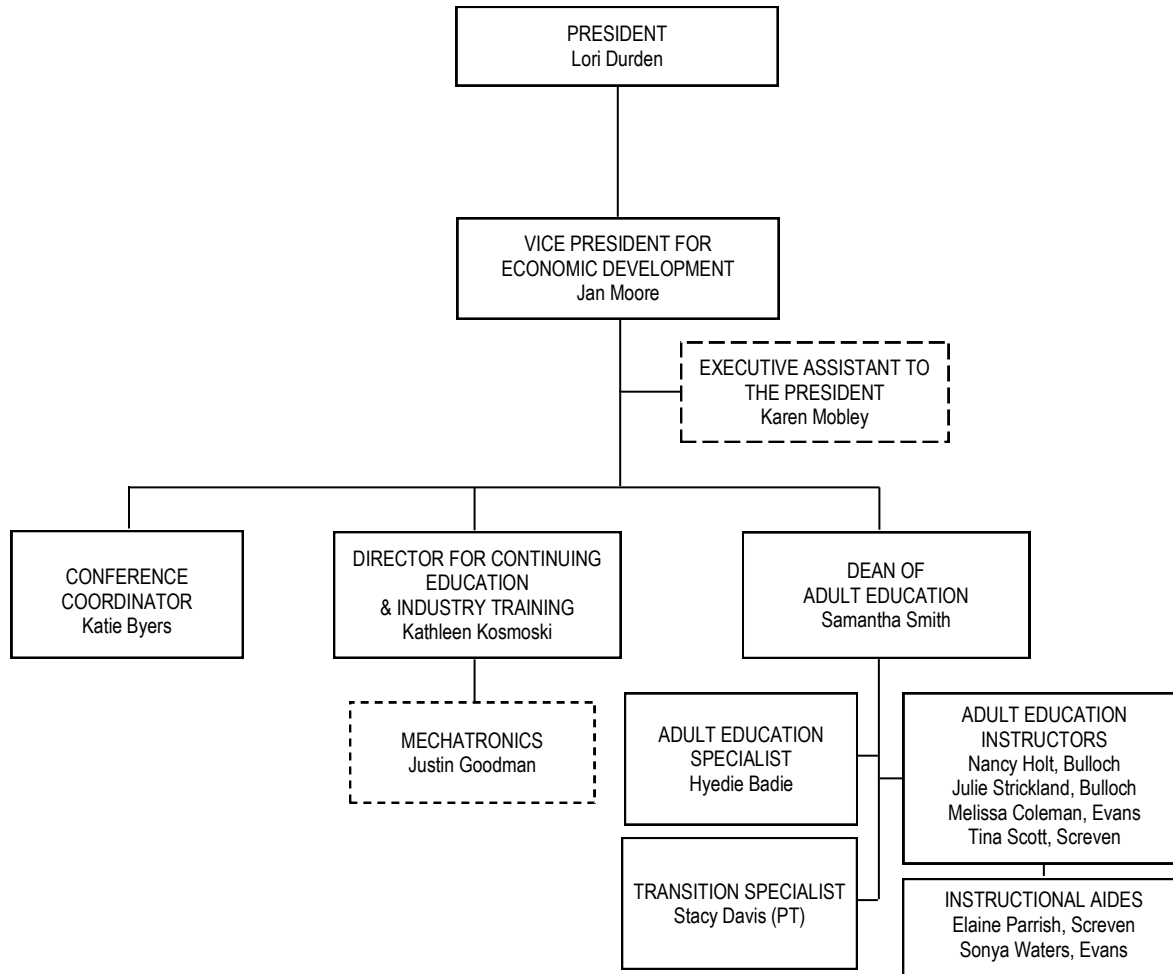 PRESIDENT
Lori Durden
VICE PRESIDENT FOR
ECONOMIC DEVELOPMENT
Jan Moore
EXECUTIVE ASSISTANT TO
THE PRESIDENT
Karen Mobley
CONFERENCE
COORDINATOR
Katie Byers
DIRECTOR FOR CONTINUING
EDUCATION
& INDUSTRY TRAINING
Kathleen Kosmoski
DEAN OF
ADULT EDUCATION
Samantha Smith
MECHATRONICS
Justin Goodman
ADULT EDUCATION
SPECIALIST
Hyedie Badie
ADULT EDUCATION
INSTRUCTORS
Nancy Holt, Bulloch
Julie Strickland, Bulloch
Melissa Coleman, Evans
Tina Scott, Screven
TRANSITION SPECIALIST
Stacy Davis (PT)
INSTRUCTIONAL AIDES
Elaine Parrish, Screven
Sonya Waters, Evans